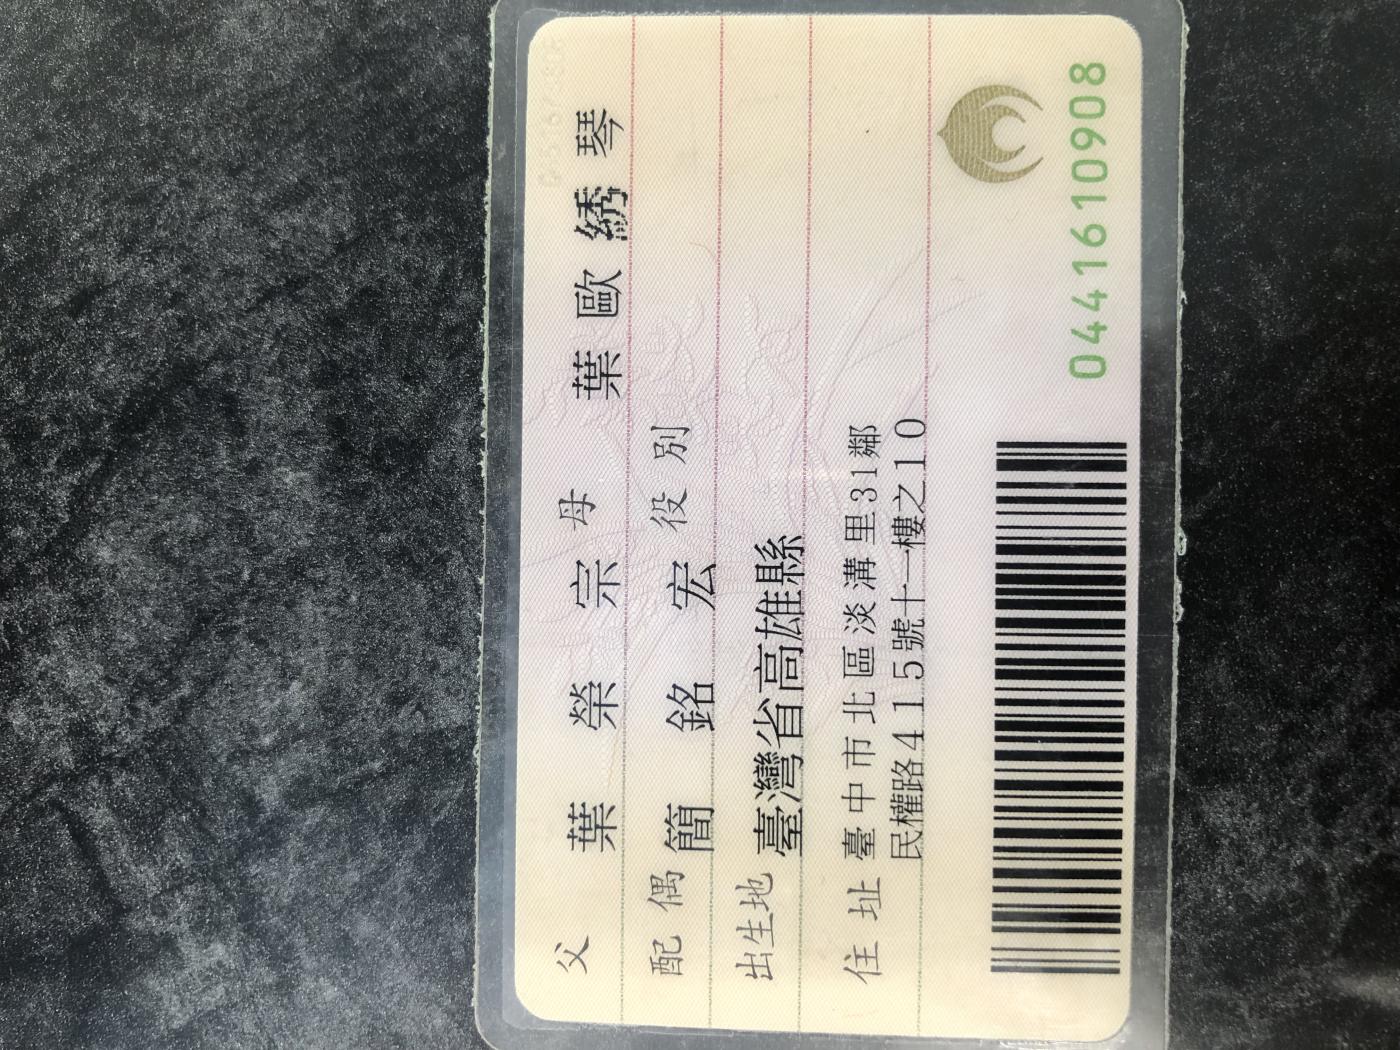 父 葉榮宗 母 葉歐綉琴
配偶 簡銘宏 役別
出生地 臺灣省高雄縣
住址 臺中市北區淡溝里31鄰
民權路415號十一樓之10
0441610908